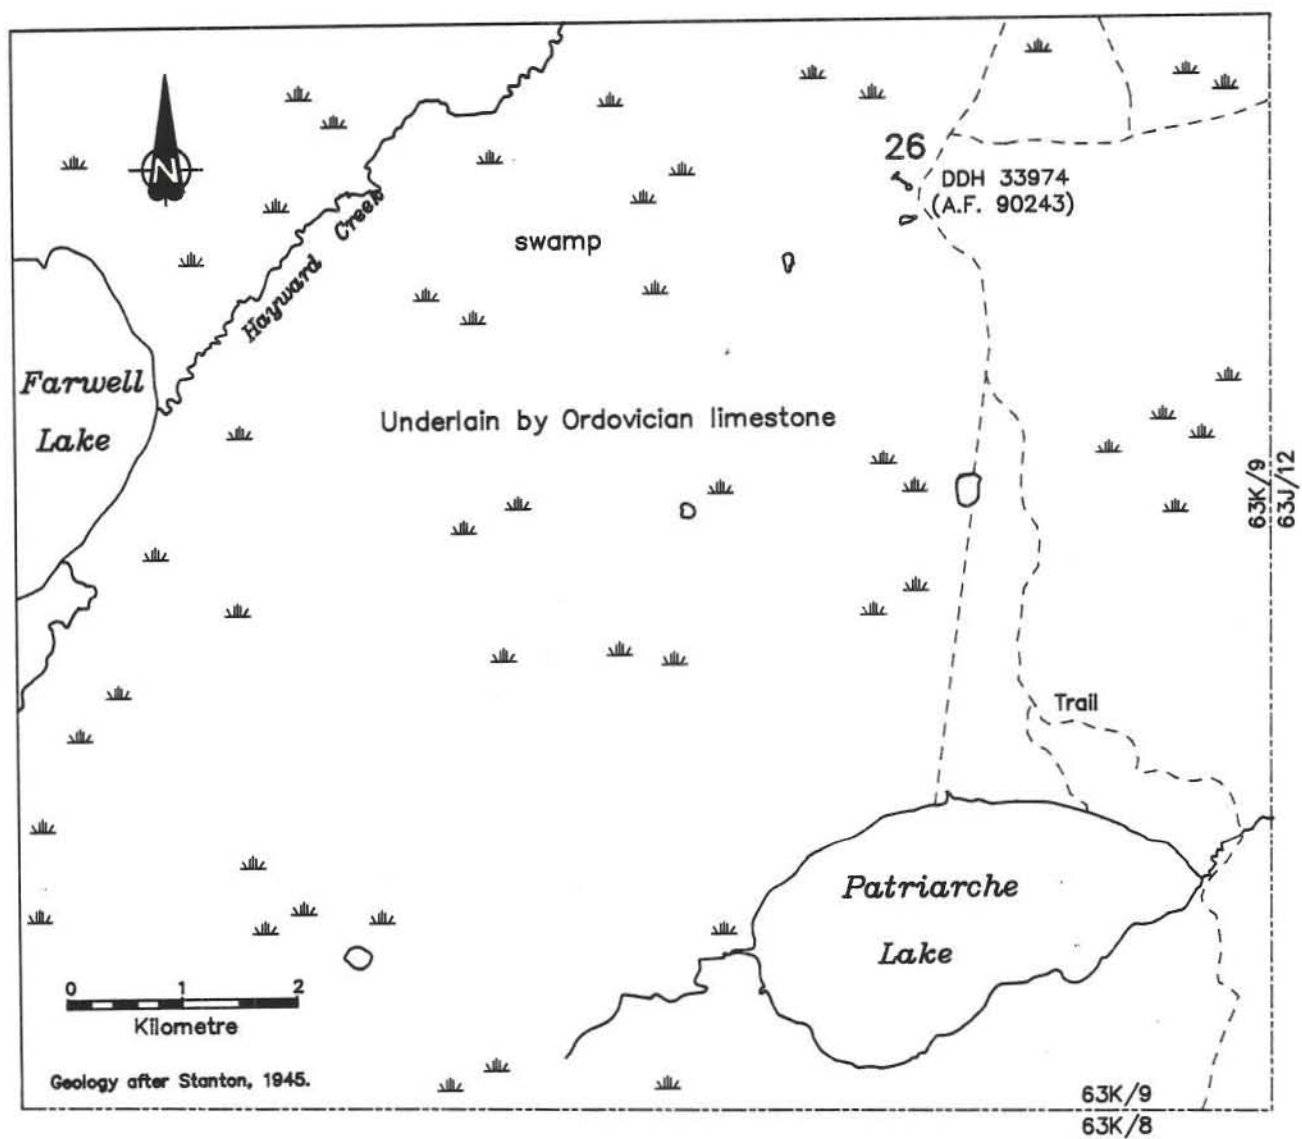 N
26
DDH 33974
(A.F. 90243)
Hayward Creek
swamp
Farwell
Lake
Underlain by Ordovician limestone
63K/9
63J/12
Trail
Patriarche
Lake
0 1 2
Kilometre
Geology after Stanton, 1945.
63K/9
63K/8